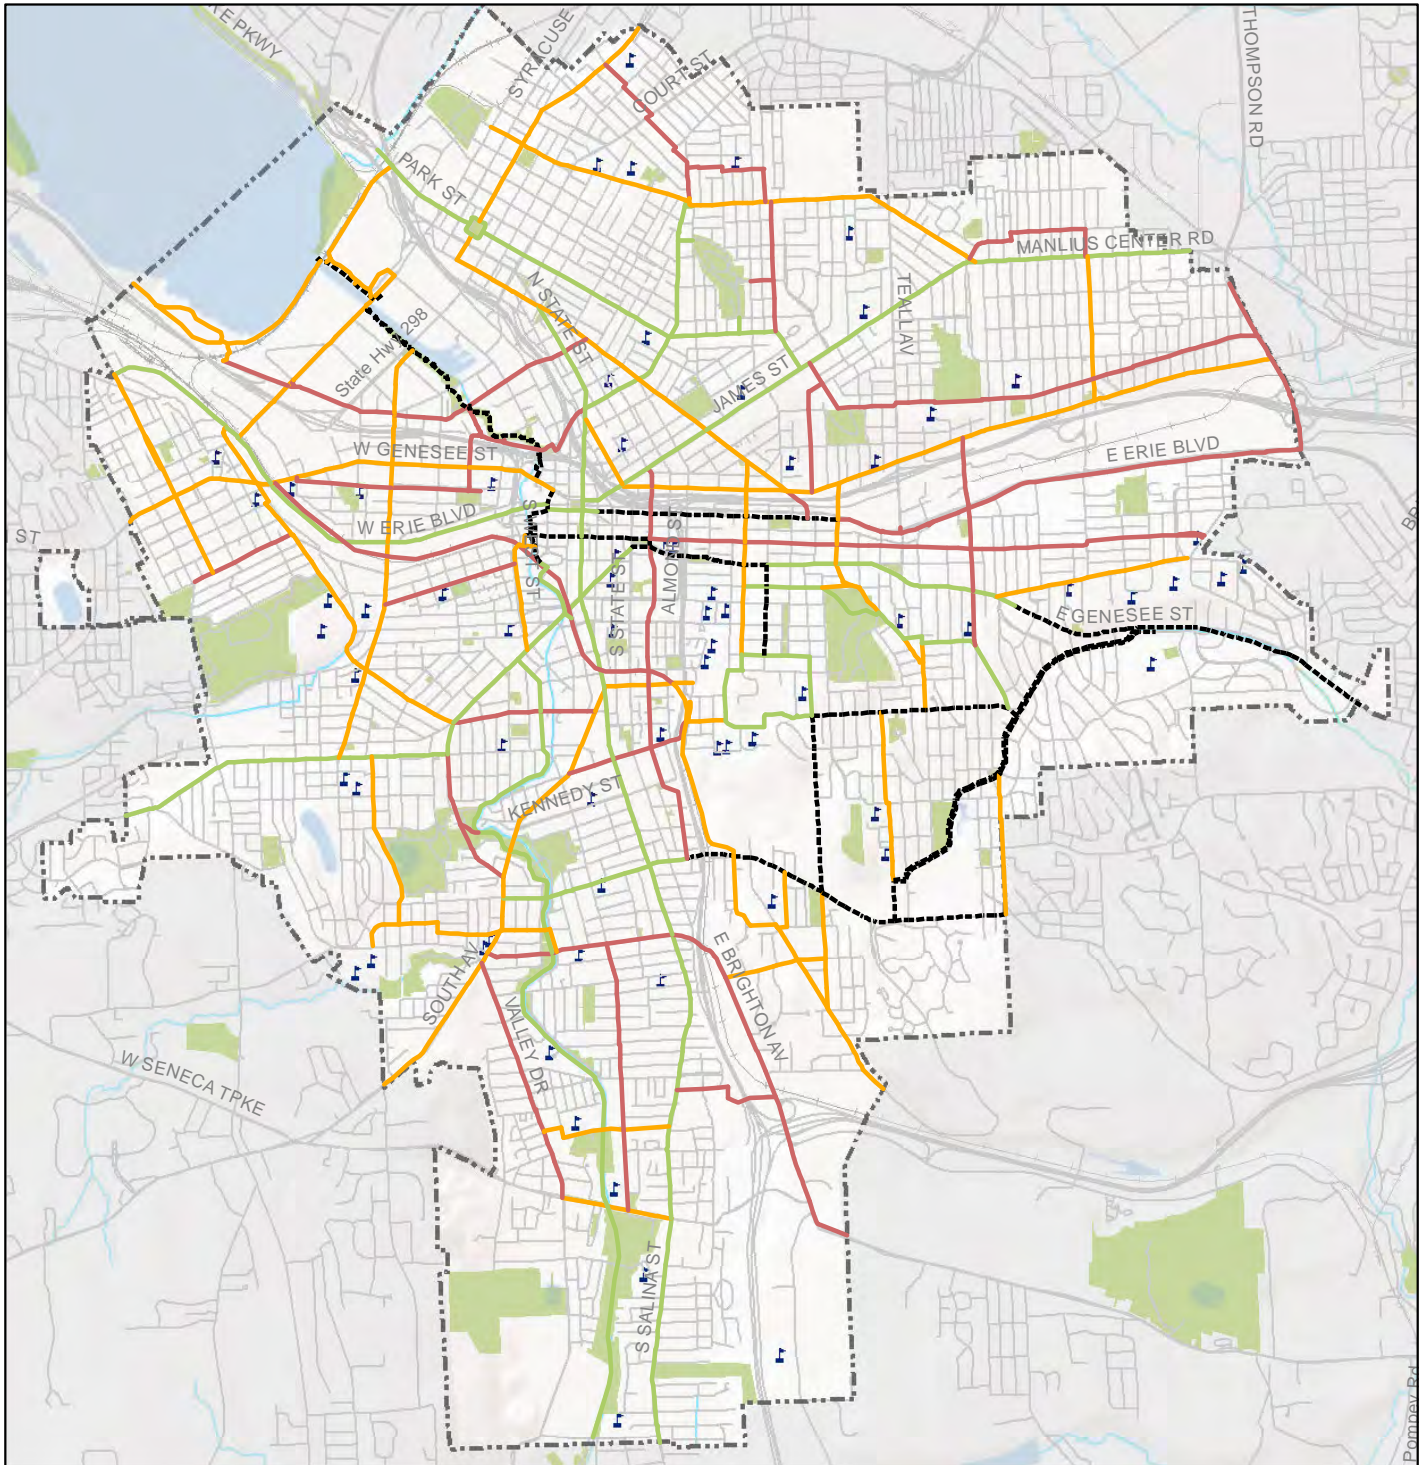 KE PKWY
SYRACUSE
COURT ST
THOMPSON RD
PARK ST
MANLIUS CENTER RD
N STATE ST
TEALL AV
State Hwy 298
JAMES ST
W GENESEE ST
E ERIE BLVD
W ERIE BLVD
ST
S STATE ST
ALMOND S
E GENESEE ST
KENNEDY ST
SOUTH AV
VALLEY DR
E BRIGHTON AV
W SENECA TPKE
S SALINA ST
Pompey Rd